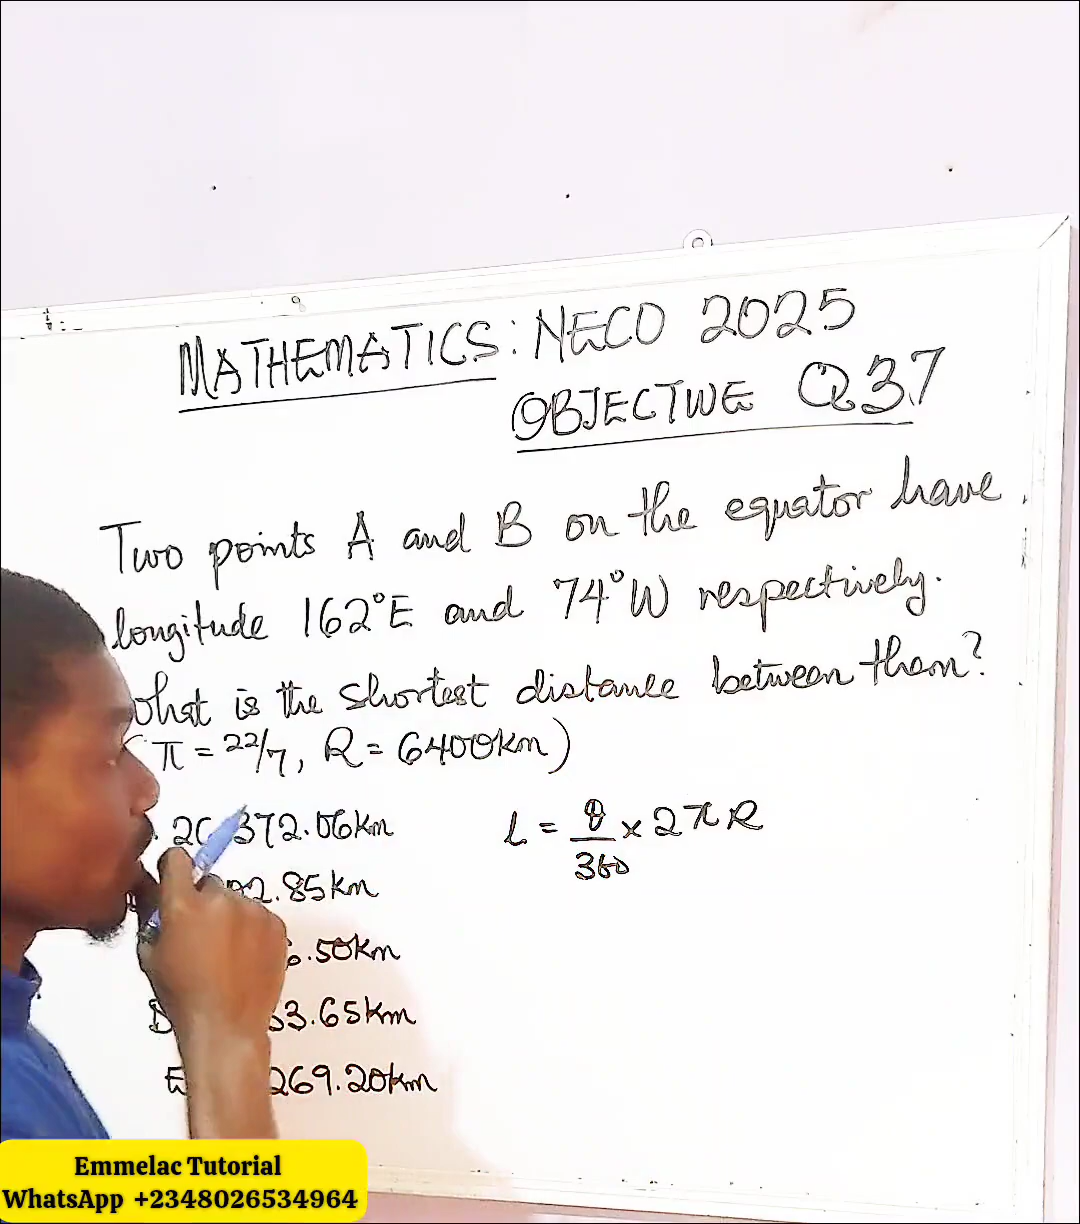 MATHEMATICS: NECO 2025
OBJECTIVE Q37
Two points A and B on the equator have
longitude 162°E and 74°W respectively.
What is the shortest distance between them?
(π = 22/7, R = 6400km)
372.06km
L = θ/360 × 2πR
.85km
.50km
3.65km
E 269.20km
Emmelac Tutorial
WhatsApp +2348026534964